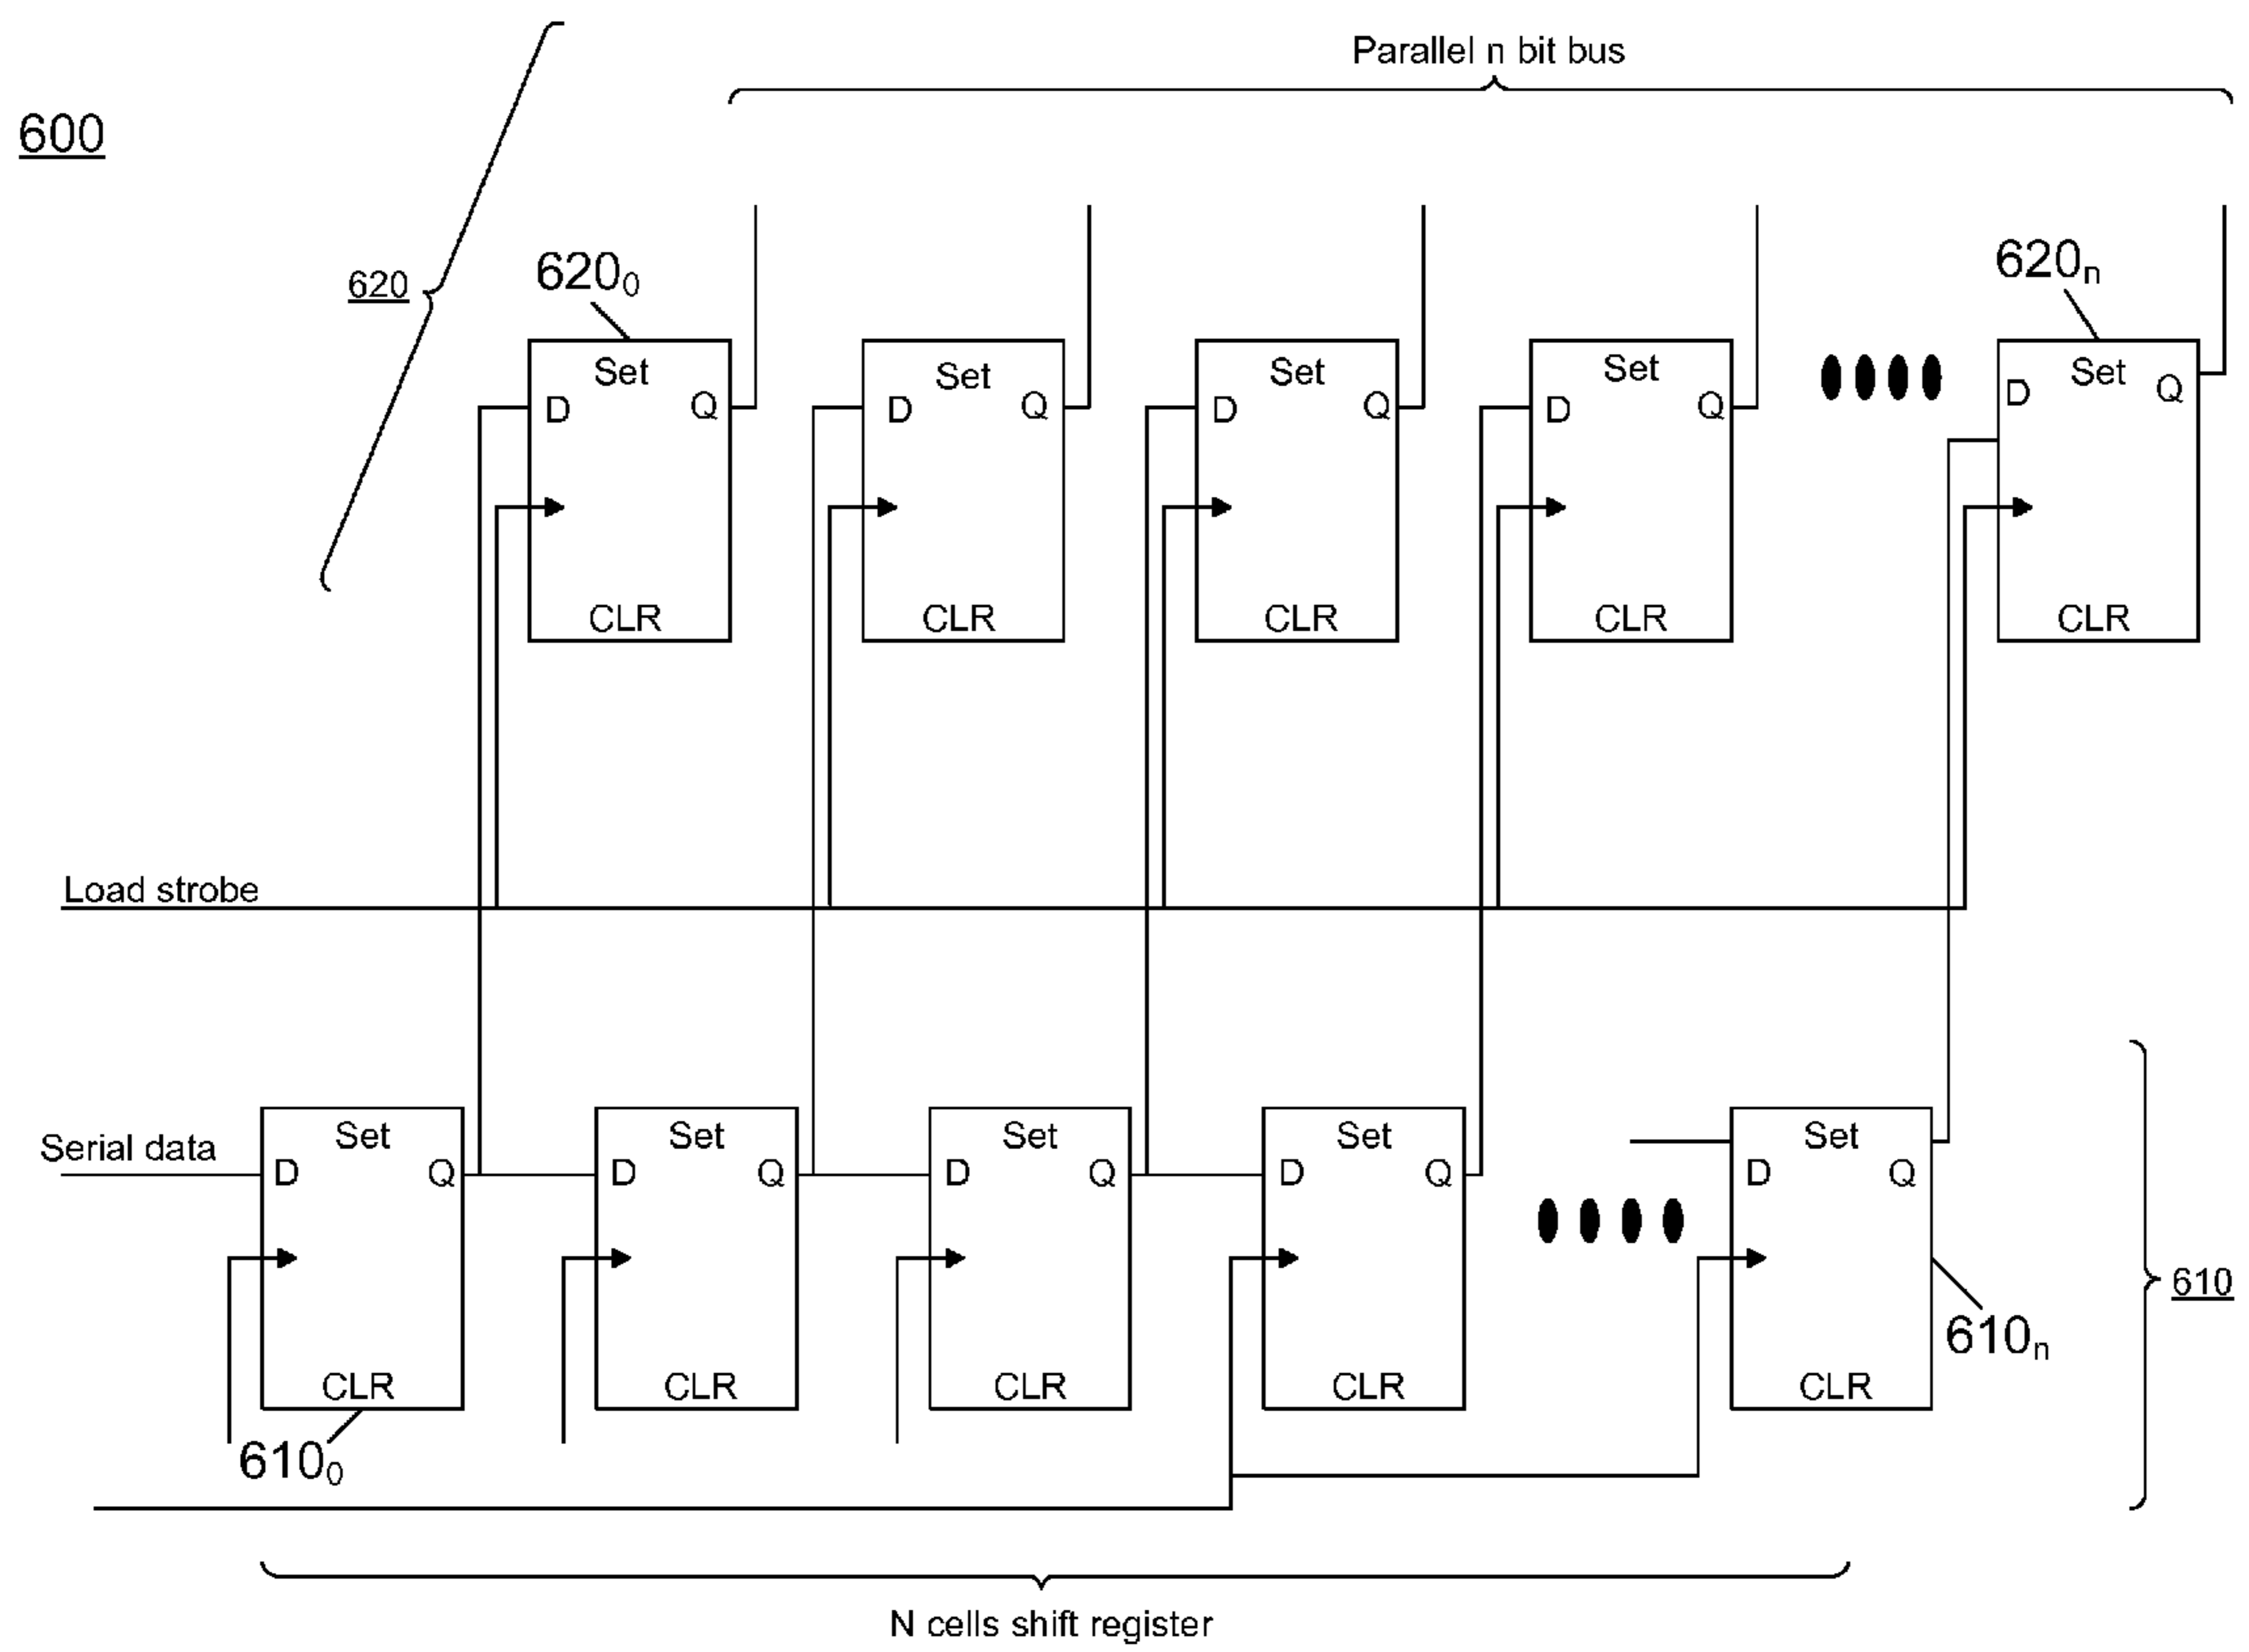 Parallel n bit bus
600
620
620₀
620ₙ
Set Set Set Set Set
D Q D Q D Q D Q D Q
CLR CLR CLR CLR CLR
Load strobe
Serial data
Set Set Set Set Set
D Q D Q D Q D Q D Q
610
610ₙ
CLR CLR CLR CLR CLR
610₀
N cells shift register